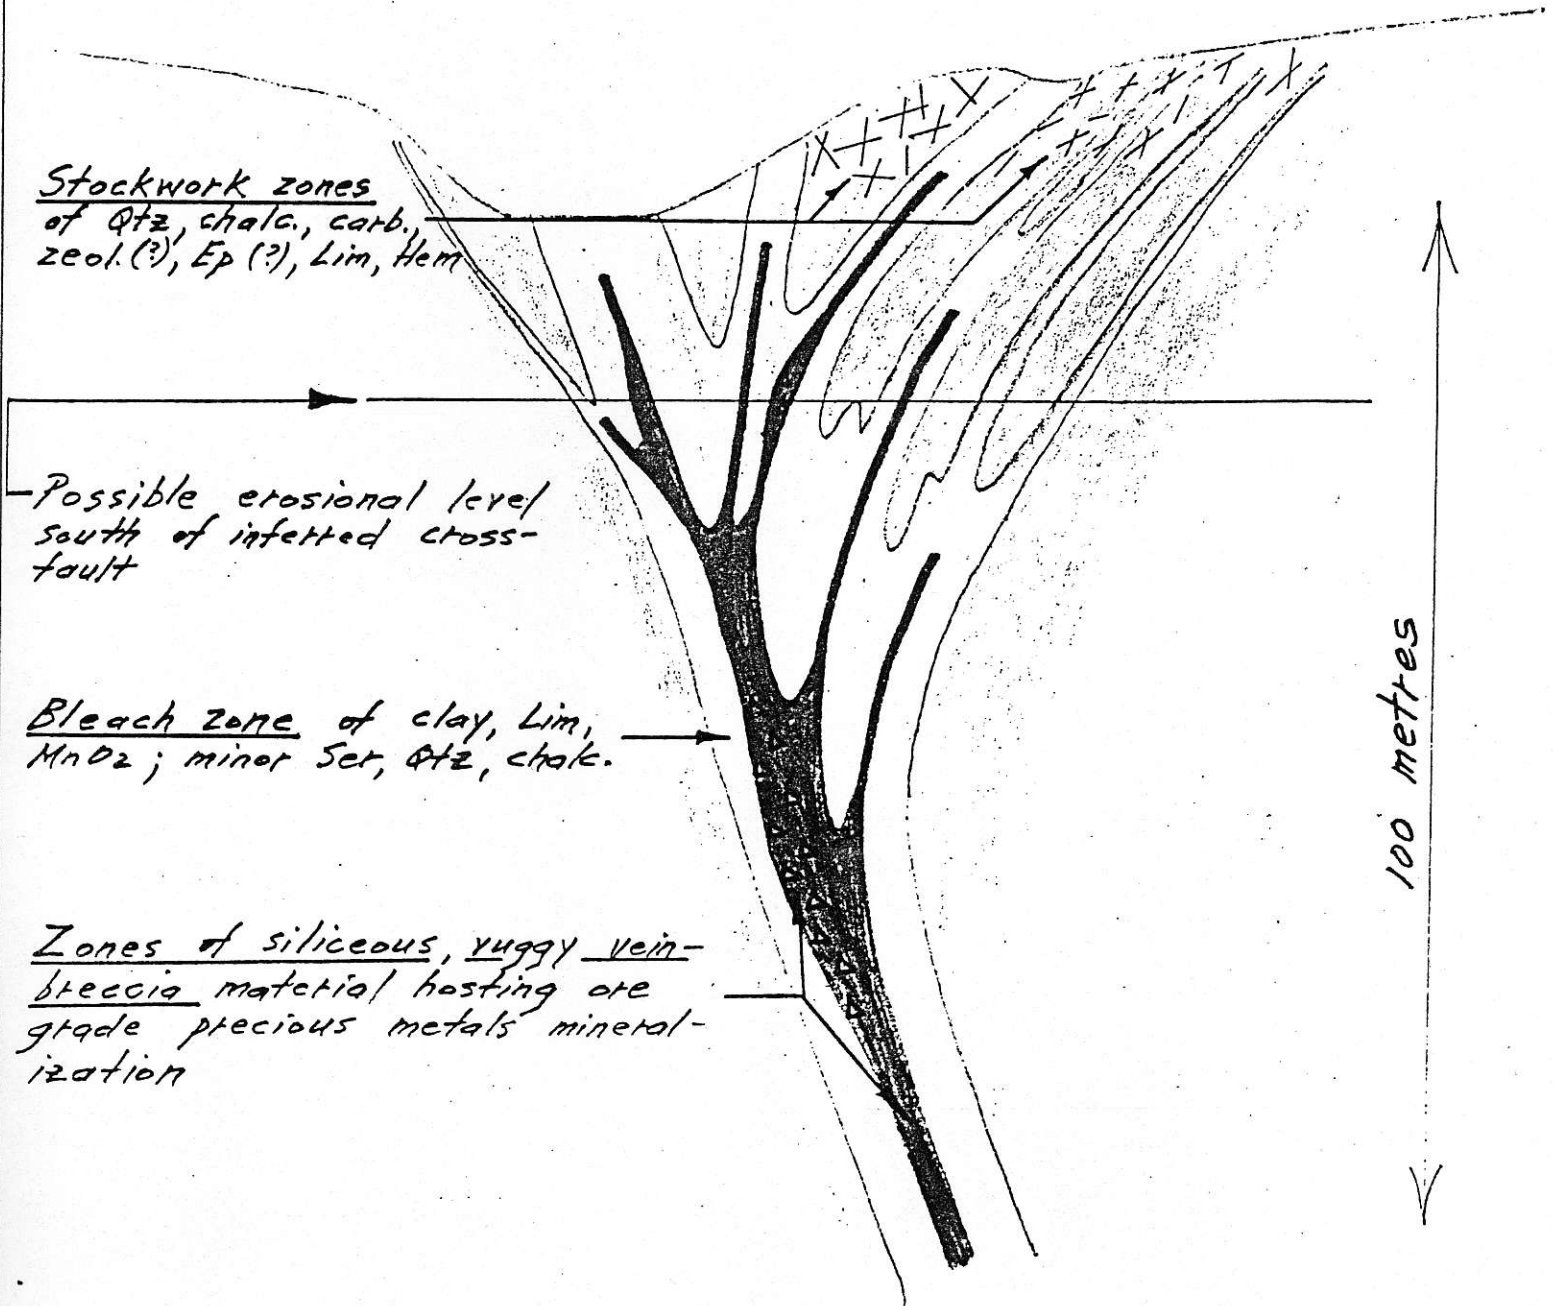 Stockwork zones
of Qtz, chalc., carb.,
zeol.(?), Ep (?), Lim, Hem
Possible erosional level
south of inferred cross-
fault
Bleach zone of clay, Lim,
MnO2; minor Ser, Qtz, chalc.
Zones of siliceous, vuggy vein-
breccia material hosting ore
grade precious metals mineral-
ization
100 metres